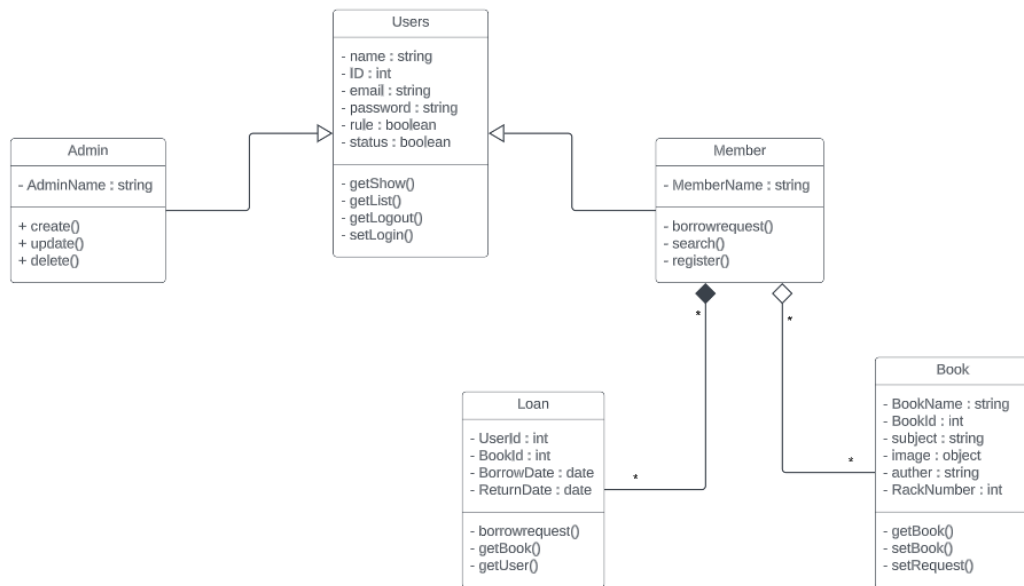 Users
- name : string
- ID : int
- email : string
- password : string
- rule : boolean
- status : boolean
- getShow()
- getList()
- getLogout()
- setLogin()
Admin
- AdminName : string
+ create()
+ update()
+ delete()
Member
- MemberName : string
- borrowrequest()
- search()
- register()
*
*
Loan
- UserId : int
- BookId : int
- BorrowDate : date
- ReturnDate : date
- borrowrequest()
- getBook()
- getUser()
*
*
Book
- BookName : string
- BookId : int
- subject : string
- image : object
- auther : string
- RackNumber : int
- getBook()
- setBook()
- setRequest()